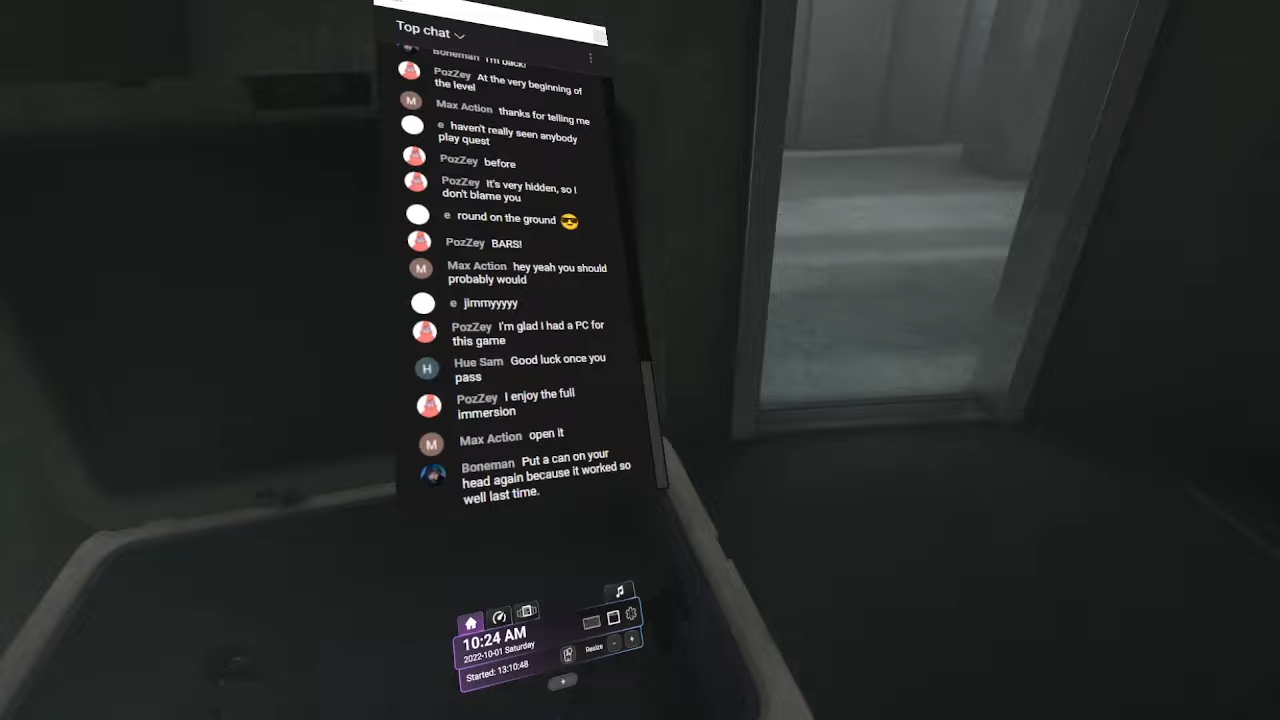 Top chat
Boneman I'm back!
PozZey At the very beginning of
the level
Max Action thanks for telling me
e haven't really seen anybody
play quest
PozZey before
PozZey It's very hidden, so I
don't blame you
e round on the ground 😎
PozZey BARS!
M Max Action hey yeah you should
probably would
e jimmyyyyy
PozZey I'm glad I had a PC for
this game
H Hue Sam Good luck once you
pass
PozZey I enjoy the full
immersion
M Max Action open it
Boneman Put a can on your
head again because it worked so
well last time.
10:24 AM
2022-10-01 Saturday
Started: 13:10:48
Resize - +
+